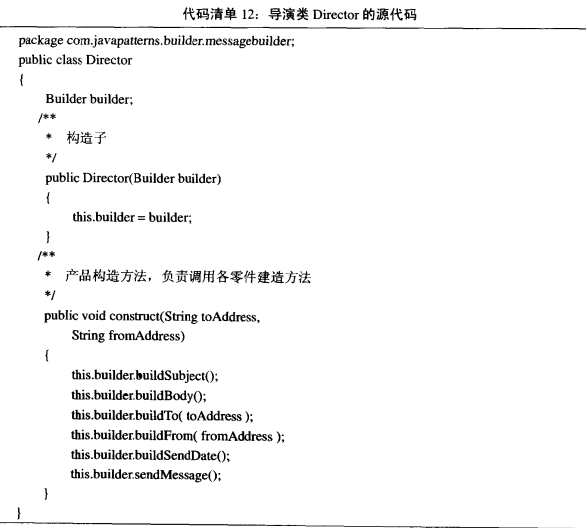 代码清单 12：导演类 Director 的源代码
package com.javapatterns.builder.messagebuilder;
public class Director
{
Builder builder;
/**
* 构造子
*/
public Director(Builder builder)
{
this.builder = builder;
}
/**
* 产品构造方法，负责调用各零件建造方法
*/
public void construct(String toAddress,
String fromAddress)
{
this.builder.buildSubject();
this.builder.buildBody();
this.builder.buildTo( toAddress );
this.builder.buildFrom( fromAddress );
this.builder.buildSendDate();
this.builder.sendMessage();
}
}